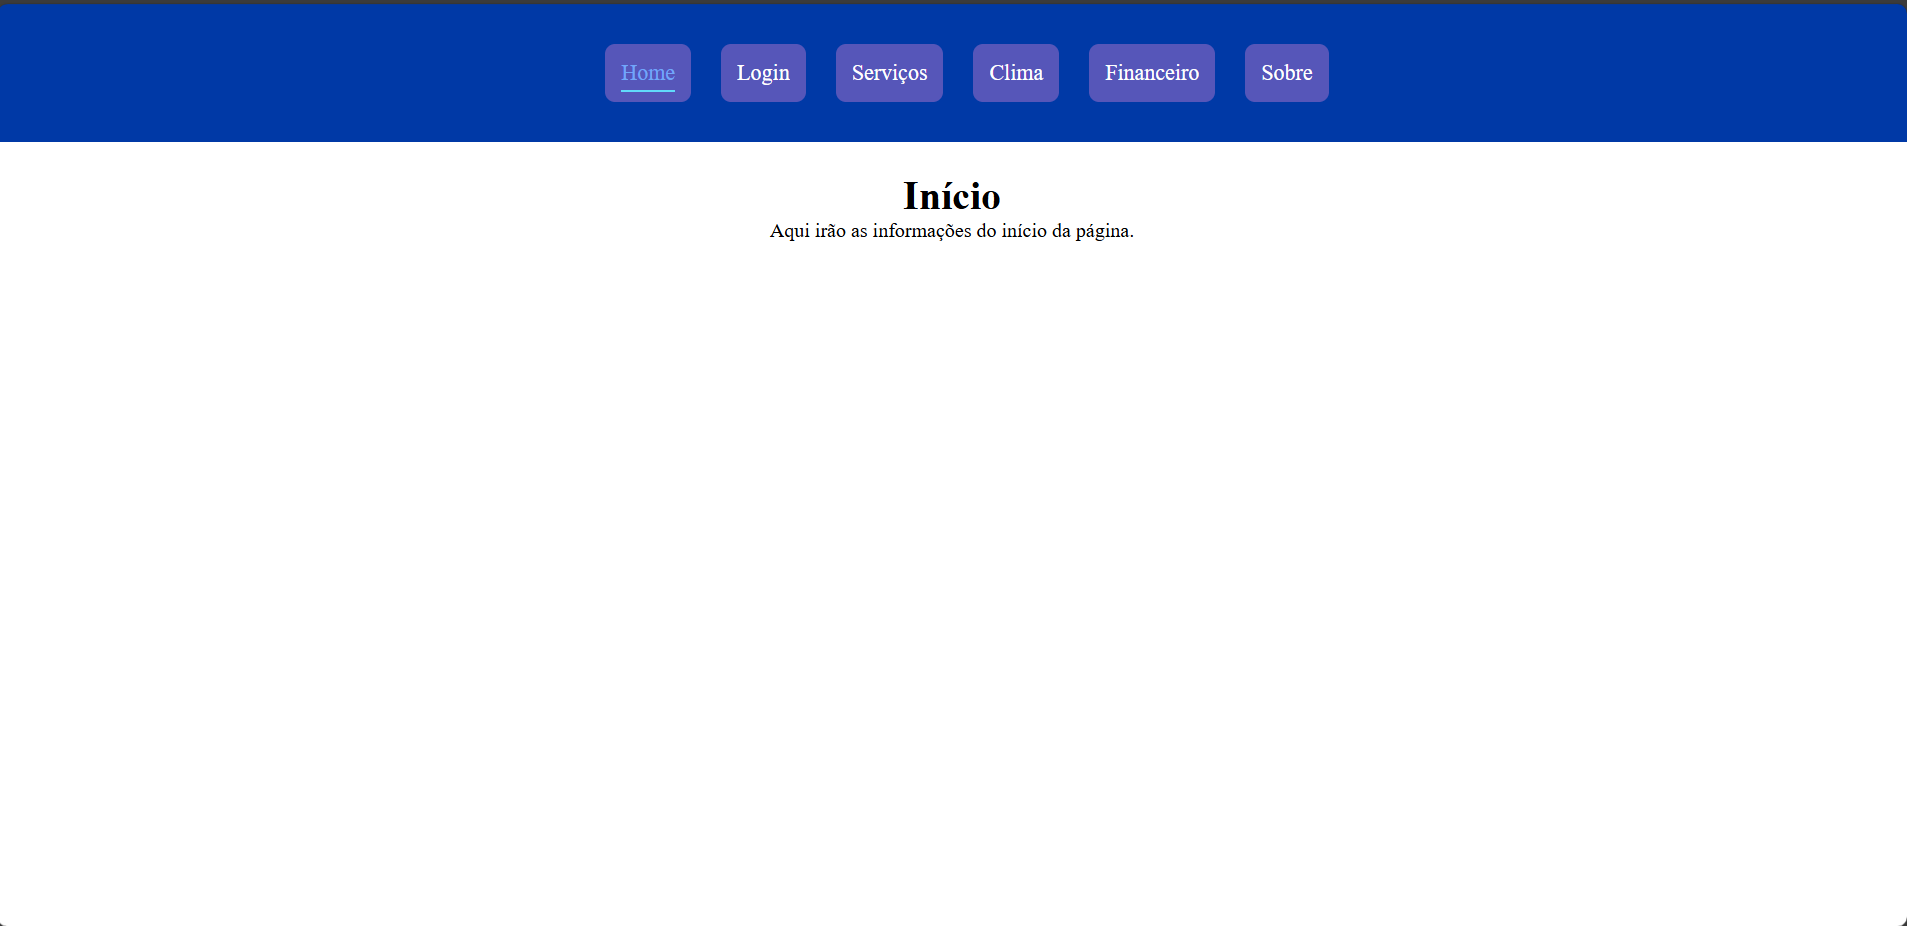 Home Login Serviços Clima Financeiro Sobre
Início
Aqui irão as informações do início da página.